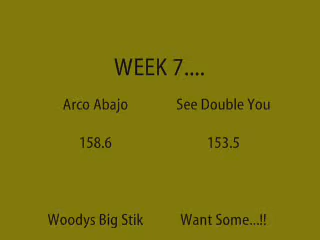 WEEK 7....
Arco Abajo See Double You
158.6 153.5
Woodys Big Stik Want Some...!!